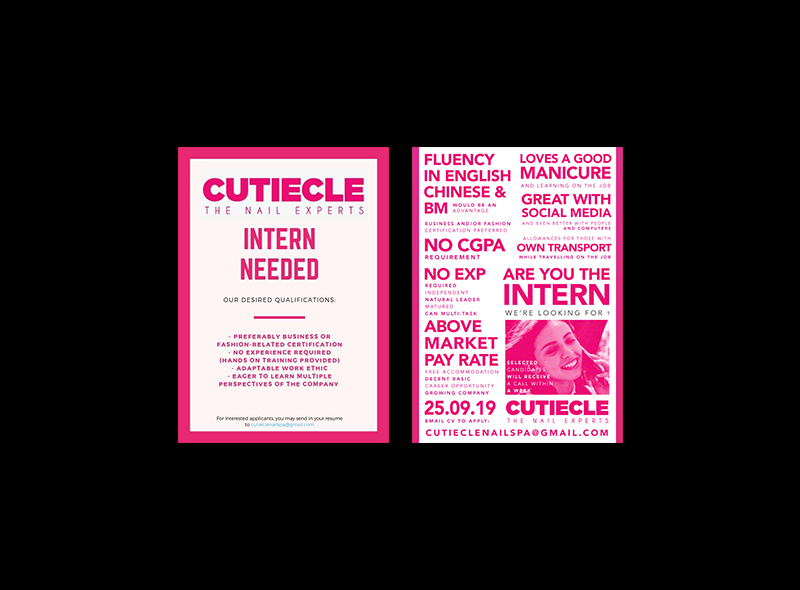 CUTIECLE
THE NAIL EXPERTS
INTERN
NEEDED
OUR DESIRED QUALIFICATIONS:
- PREFERABLY BUSINESS OR
FASHION-RELATED CERTIFICATION
- NO EXPERIENCE REQUIRED
(HANDS ON TRAINING PROVIDED)
- ADAPTABLE WORK ETHIC
- EAGER TO LEARN MULTIPLE
PERSPECTIVES OF THE COMPANY
For interested applicants, you may send in your resume
to cutieclenailspa@gmail.com
FLUENCY
IN ENGLISH
CHINESE &
BM WOULD BE AN
ADVANTAGE
BUSINESS AND/OR FASHION
CERTIFICATION PREFERRED
NO CGPA
REQUIREMENT
NO EXP
REQUIRED
INDEPENDENT
NATURAL LEADER
MATURED
CAN MULTI-TASK
ABOVE
MARKET
PAY RATE
FREE ACCOMMODATION
DECENT BASIC
CAREER OPPORTUNITY
GROWING COMPANY
25.09.19
EMAIL CV TO APPLY:
LOVES A GOOD
MANICURE
AND LEARNING ON THE JOB
GREAT WITH
SOCIAL MEDIA
AND EVEN BETTER WITH PEOPLE
AND COMPUTERS
ALLOWANCES FOR THOSE WITH
OWN TRANSPORT
WHILE TRAVELLING ON THE JOB
ARE YOU THE
INTERN
WE'RE LOOKING FOR ?
SELECTED
CANDIDATES
WILL RECEIVE
A CALL WITHIN
A WEEK
CUTIECLE
THE NAIL EXPERTS
CUTIECLENAILSPA@GMAIL.COM